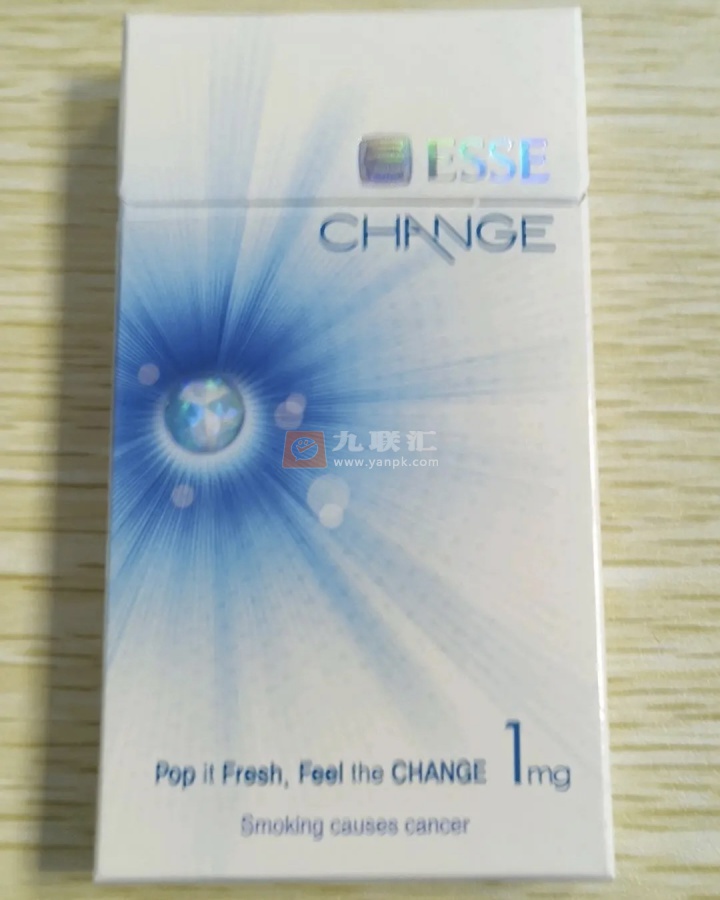 ESSE
CHANGE
九联汇
www.yanpk.com
Pop it Fresh, Feel the CHANGE 1mg
Smoking causes cancer